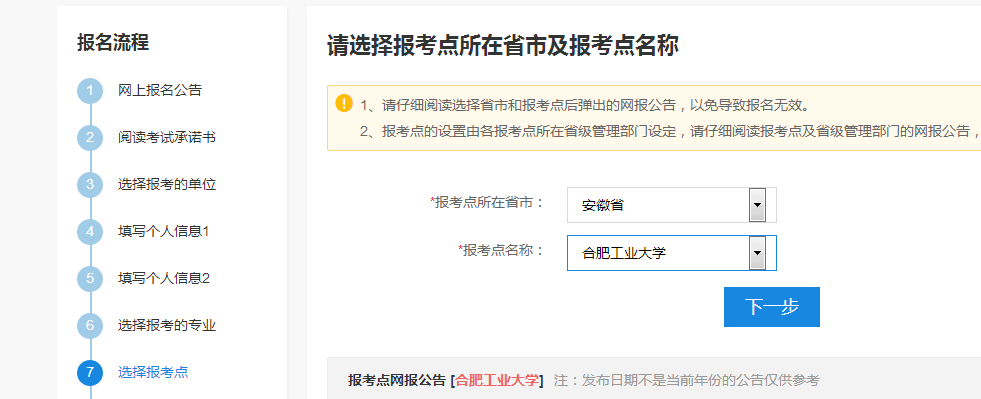 报名流程
1 网上报名公告
2 阅读考试承诺书
3 选择报考的单位
4 填写个人信息1
5 填写个人信息2
6 选择报考的专业
7 选择报考点
请选择报考点所在省市及报考点名称
1、请仔细阅读选择省市和报考点后弹出的网报公告，以免导致报名无效。
2、报考点的设置由各报考点所在省级管理部门设定，请仔细阅读报考点及省级管理部门的网报公告，
*报考点所在省市： 安徽省
*报考点名称： 合肥工业大学
下一步
报考点网报公告 [合肥工业大学] 注：发布日期不是当前年份的公告仅供参考